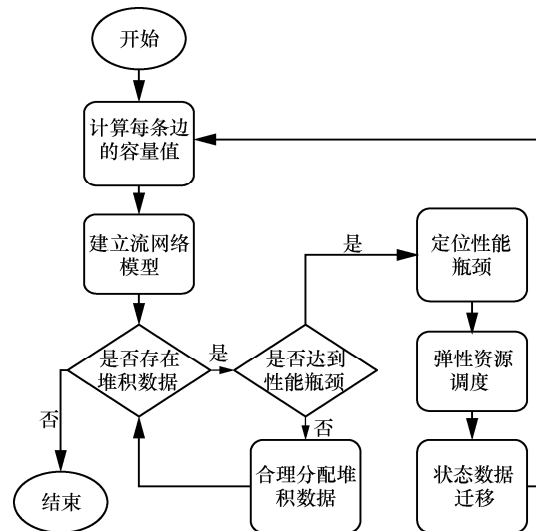 开始
计算每条边
的容量值
建立流网络
模型
是否存在
堆积数据
是
否
结束
是否达到
性能瓶颈
是
否
合理分配堆
积数据
定位性能
瓶颈
弹性资源
调度
状态数据
迁移